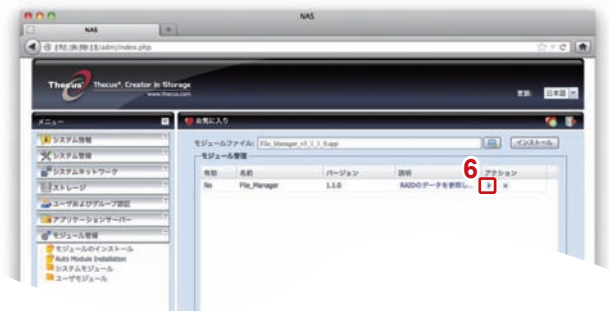 NAS
NAS
/adm/index.php
Thecus
Thecus®, Creator in Storage
www.thecus.com
言語:
日本語
メニュー
お気に入り
システム情報
システム管理
システムネットワーク
ストレージ
ユーザおよびグループ認証
アプリケーションサーバー
モジュール管理
モジュールのインストール
Auto Module Installation
システムモジュール
ユーザモジュール
モジュールファイル:
インストール
モジュール管理
有効 名前 バージョン 説明 アクション
No File_Manager 1.1.0 RAIDのデータを参照し...
6